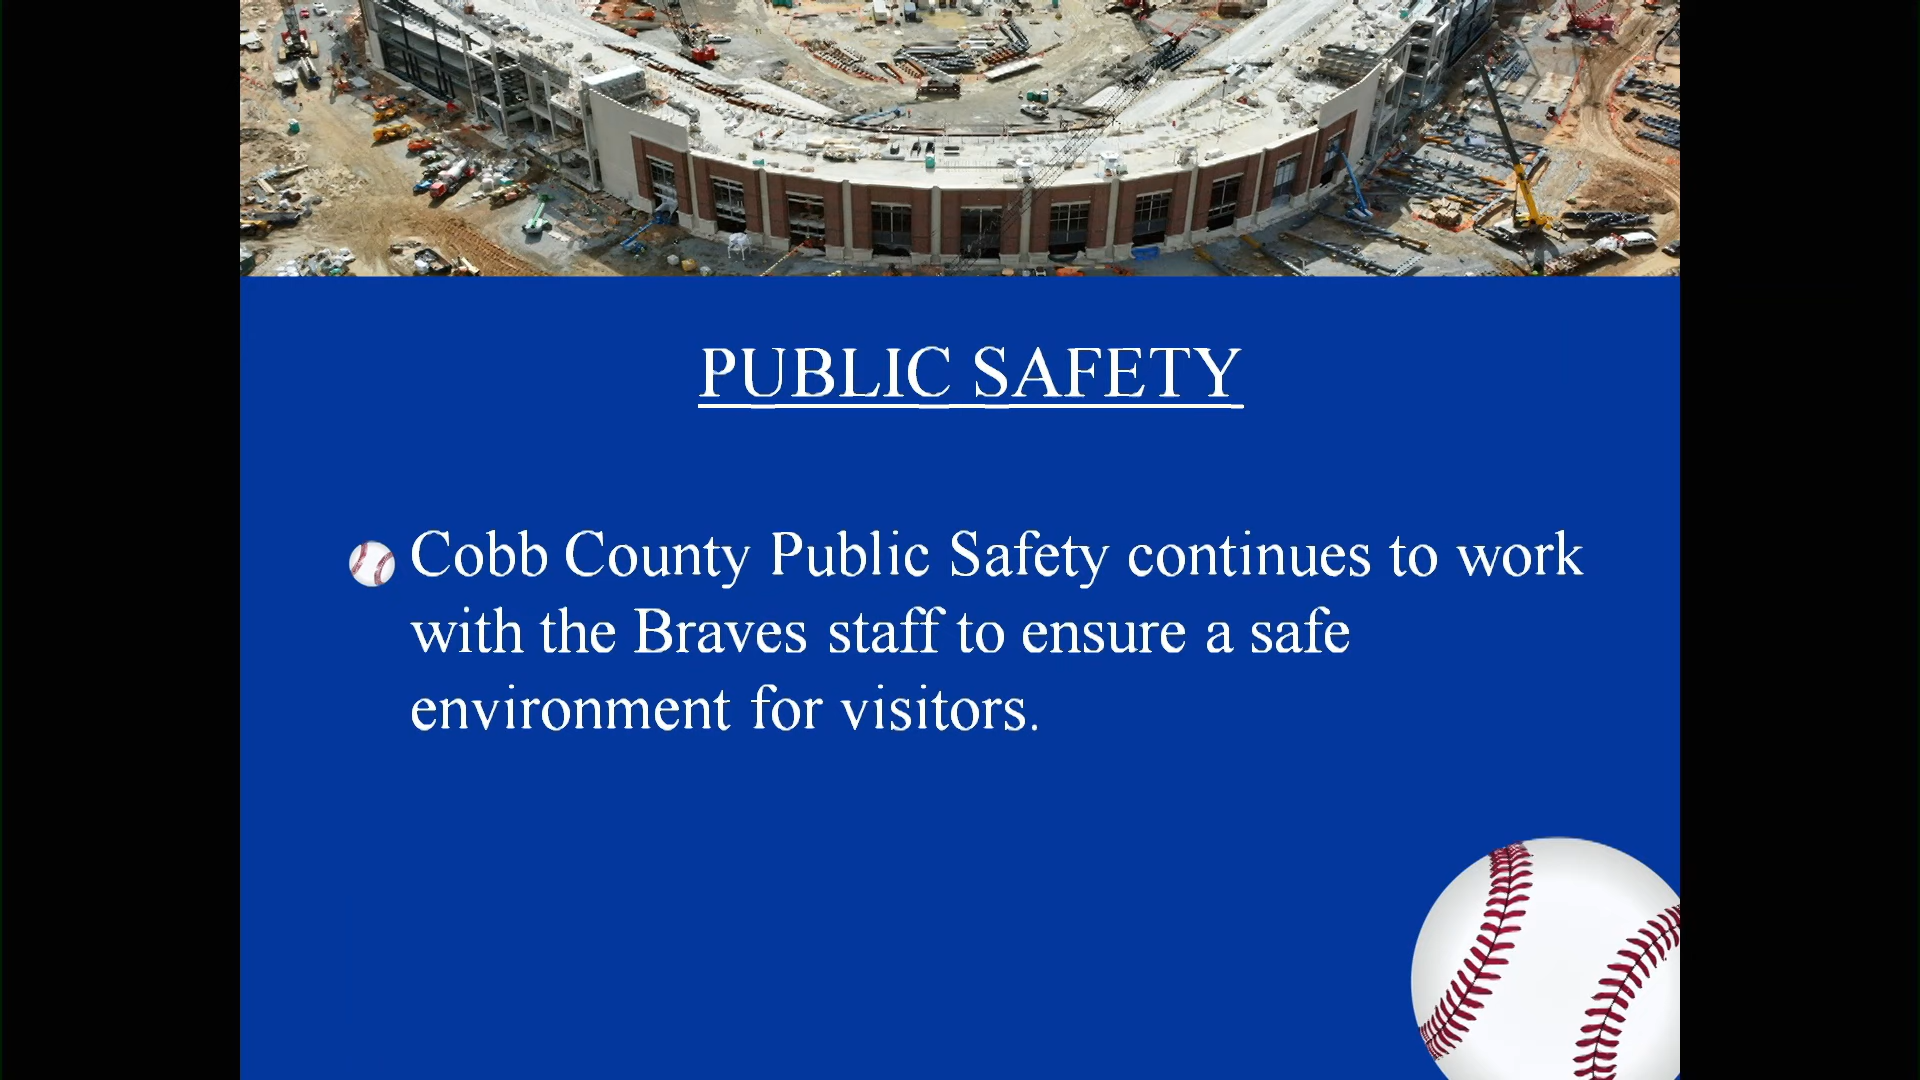 PUBLIC SAFETY
Cobb County Public Safety continues to work
with the Braves staff to ensure a safe
environment for visitors.